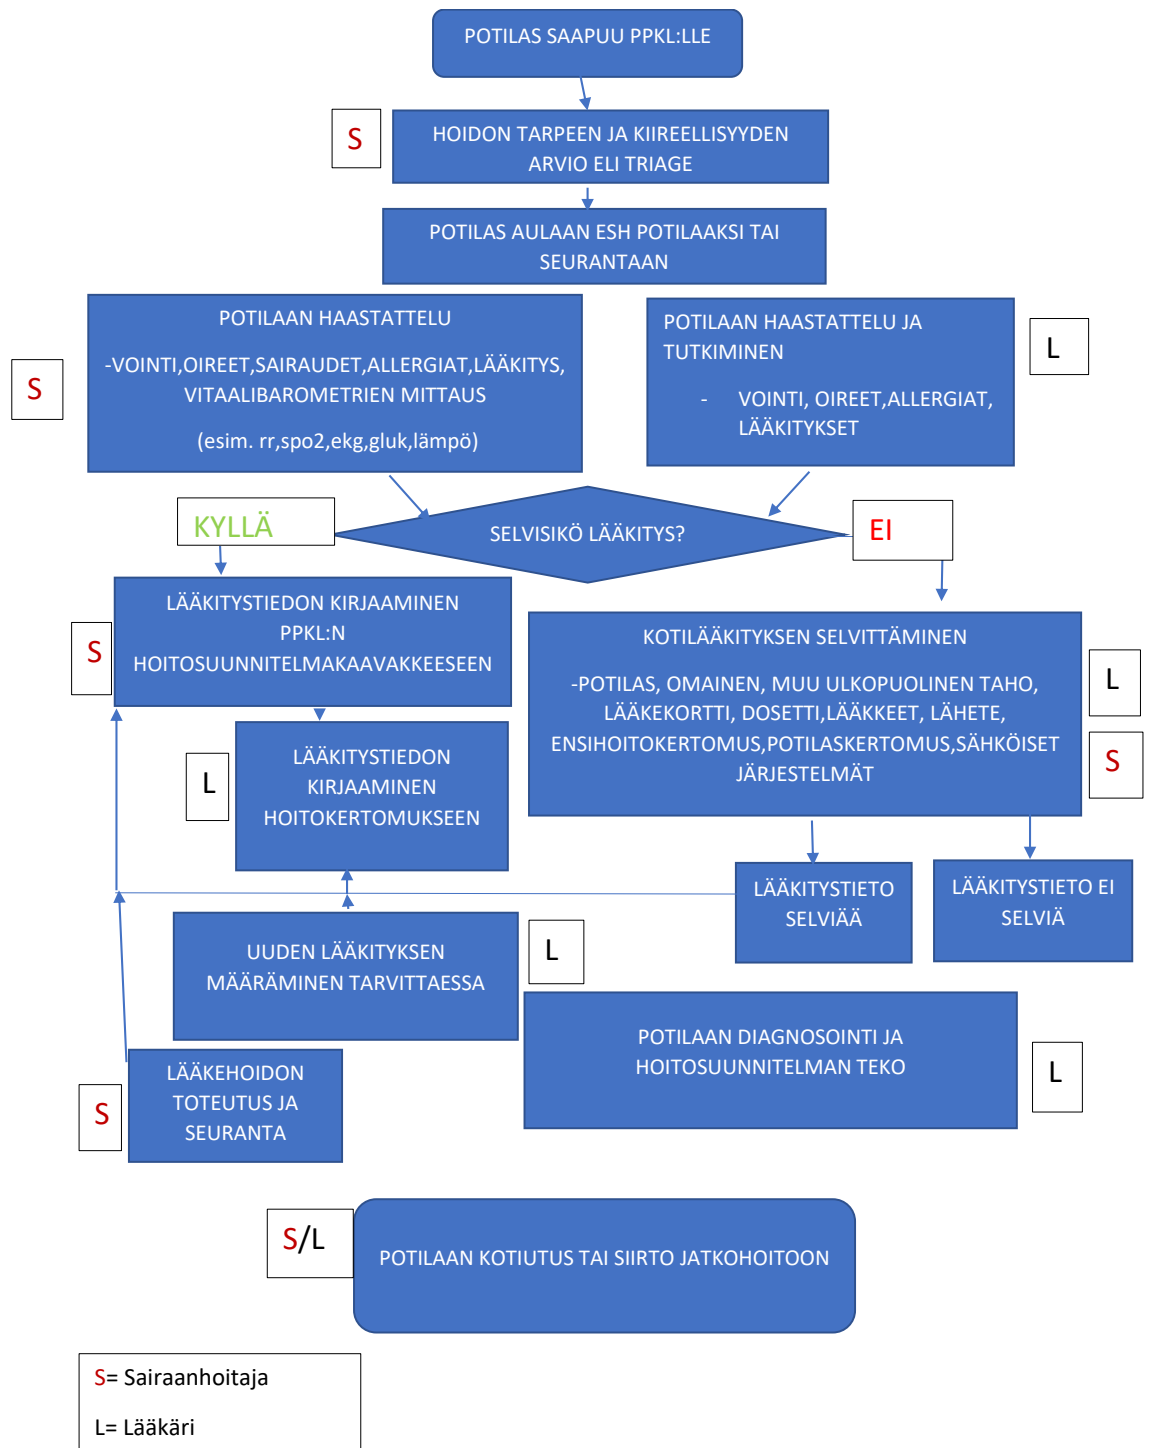 POTILAS SAAPUU PPKL:LLE
S
HOIDON TARPEEN JA KIIREELLISYYDEN
ARVIO ELI TRIAGE
POTILAS AULAAN ESH POTILAAKSI TAI
SEURANTAAN
S
POTILAAN HAASTATTELU
-VOINTI,OIREET,SAIRAUDET,ALLERGIAT,LÄÄKITYS,
VITAALIBAROMETRIEN MITTAUS
(esim. rr,spo2,ekg,gluk,lämpö)
POTILAAN HAASTATTELU JA
TUTKIMINEN
- VOINTI, OIREET,ALLERGIAT,
LÄÄKITYKSET
L
KYLLÄ
SELVISIKÖ LÄÄKITYS?
EI
S
LÄÄKITYSTIEDON KIRJAAMINEN
PPKL:N
HOITOSUUNNITELMAKAAVAKKEESEEN
KOTILÄÄKITYKSEN SELVITTÄMINEN
-POTILAS, OMAINEN, MUU ULKOPUOLINEN TAHO,
LÄÄKEKORTTI, DOSETTI,LÄÄKKEET, LÄHETE,
ENSIHOITOKERTOMUS,POTILASKERTOMUS,SÄHKÖISET
JÄRJESTELMÄT
L
S
L
LÄÄKITYSTIEDON
KIRJAAMINEN
HOITOKERTOMUKSEEN
LÄÄKITYSTIETO
SELVIÄÄ
LÄÄKITYSTIETO EI
SELVIÄ
UUDEN LÄÄKITYKSEN
MÄÄRÄMINEN TARVITTAESSA
L
POTILAAN DIAGNOSOINTI JA
HOITOSUUNNITELMAN TEKO
L
S
LÄÄKEHOIDON
TOTEUTUS JA
SEURANTA
S/L
POTILAAN KOTIUTUS TAI SIIRTO JATKOHOITOON
S= Sairaanhoitaja
L= Lääkäri